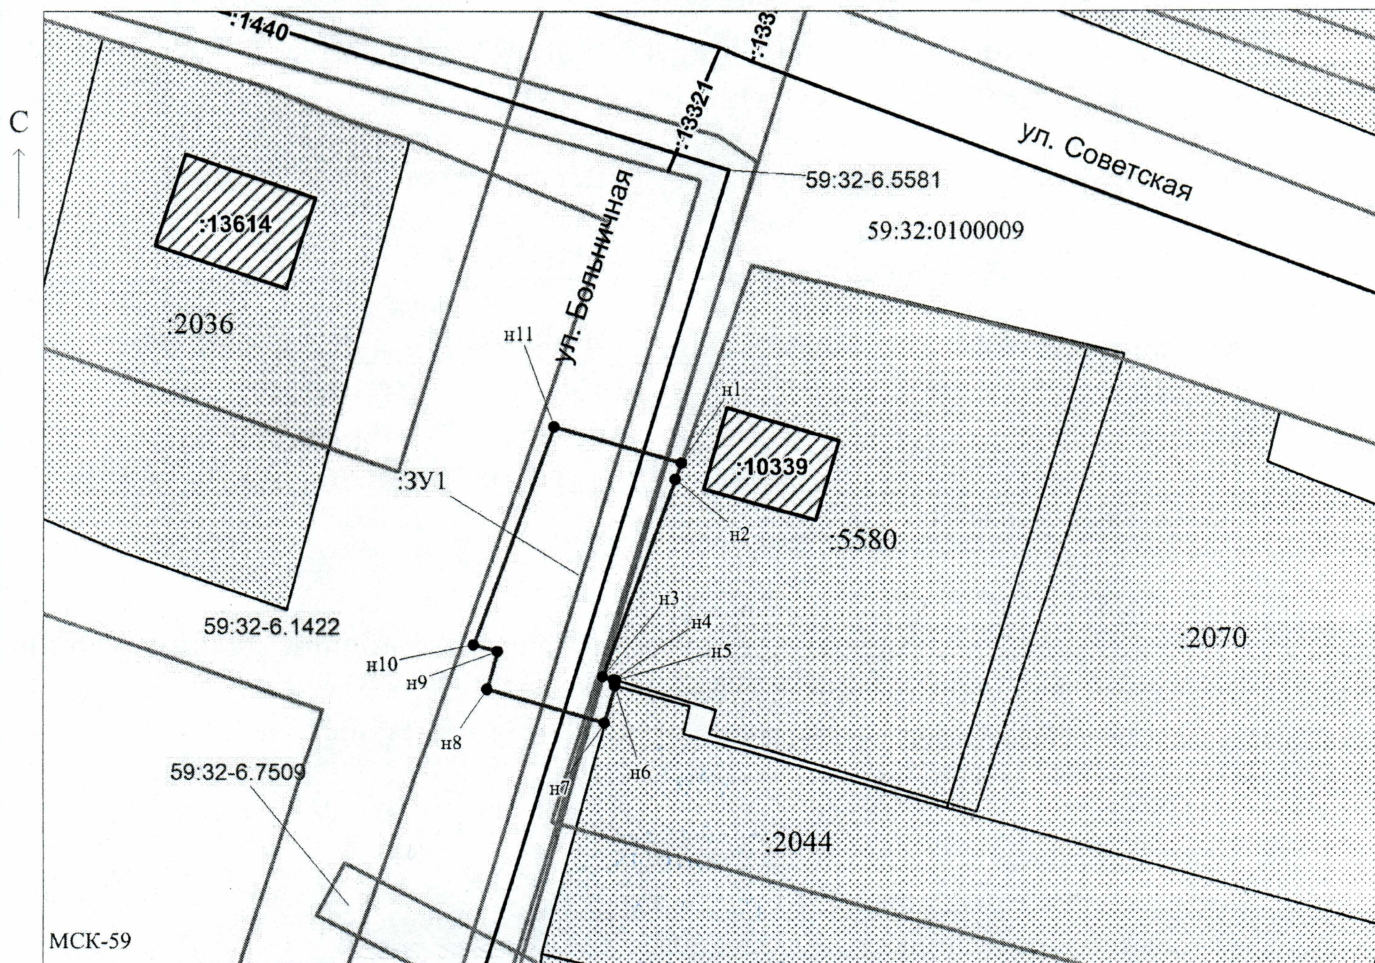 :1440
:133
:13321
С
ул. Советская
59:32-6.5581
59:32:0100009
ул. Больничная
:13614
:2036
н11
н1
:10339
:ЗУ1
н2
:5580
н3
н4
н5
59:32-6.1422
:2070
н10
н9
н8
н6
59:32-6.7509
н7
:2044
МСК-59